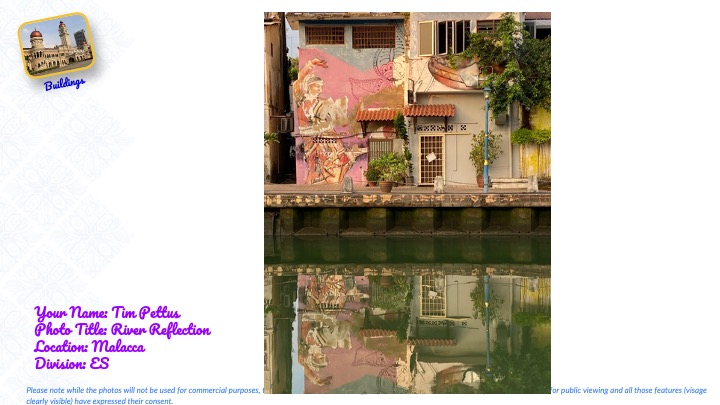 Buildings
Your Name: Tim Pettus
Photo Title: River Reflection
Location: Malacca
Division: ES
Please note while the photos will not be used for commercial purposes, for public viewing and all those features (visage
clearly visible) have expressed their consent.